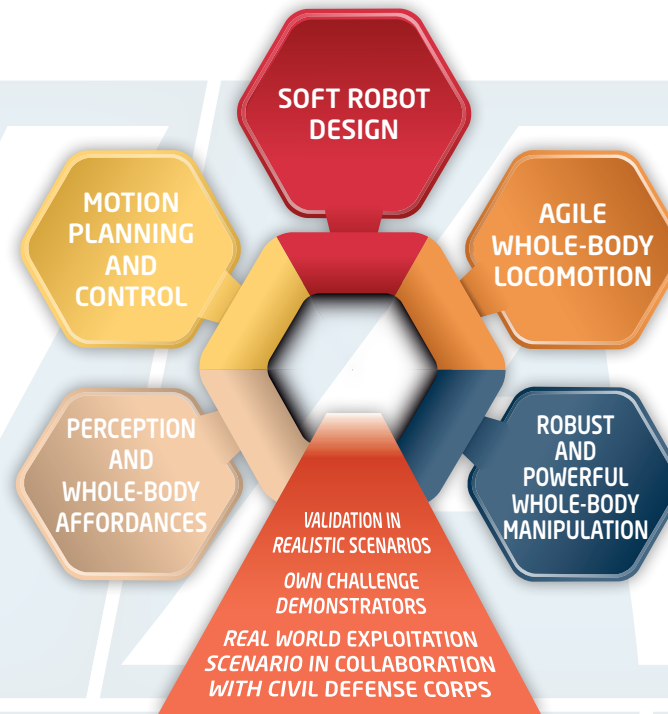 SOFT ROBOT
DESIGN
MOTION
PLANNING
AND
CONTROL
AGILE
WHOLE-BODY
LOCOMOTION
PERCEPTION
AND
WHOLE-BODY
AFFORDANCES
ROBUST
AND
POWERFUL
WHOLE-BODY
MANIPULATION
VALIDATION IN
REALISTIC SCENARIOS
OWN CHALLENGE
DEMONSTRATORS
REAL WORLD EXPLOITATION
SCENARIO IN COLLABORATION
WITH CIVIL DEFENSE CORPS